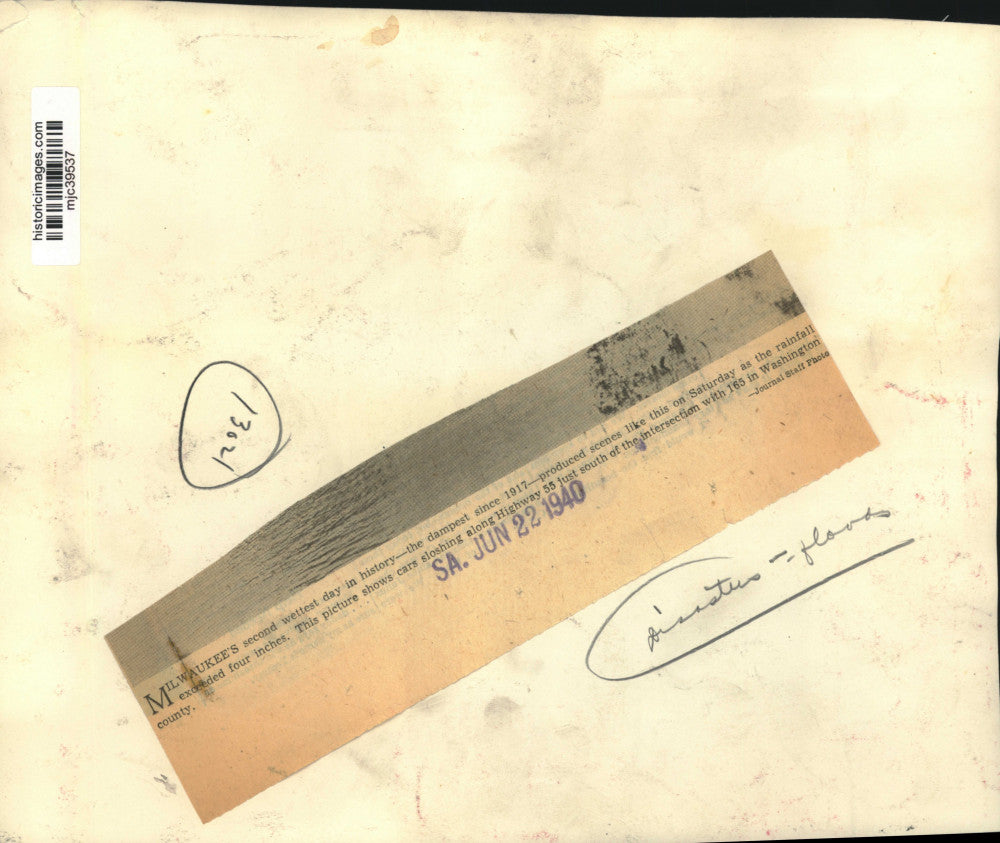 historicimages.com
mjc39537
13021
MILWAUKEE'S second wettest day in history—the dampest since 1917—produced scenes like this on Saturday as the rainfall
exceeded four inches. This picture shows cars sloshing along Highway 55 just south of the intersection with 165 in Washington
county.
—Journal Staff Photo
SA. JUN 22 1940
Disasters - floods